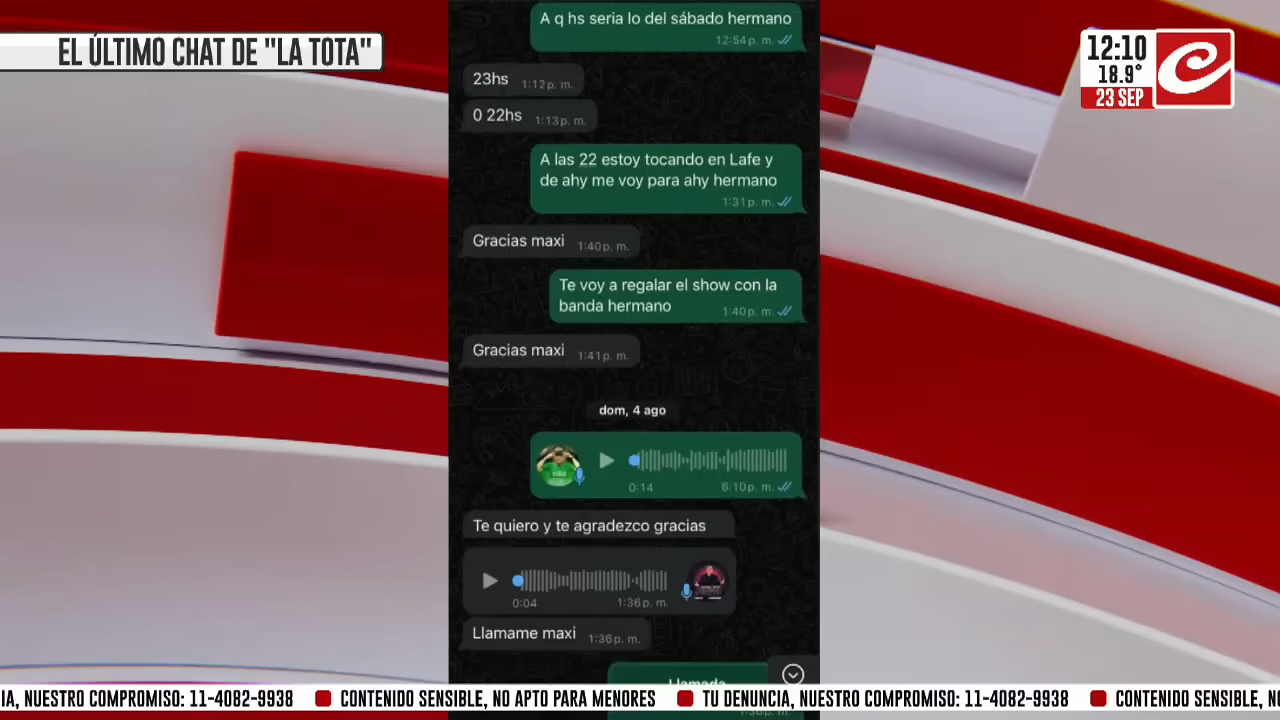 EL ÚLTIMO CHAT DE "LA TOTA"
12:10
18.9°
23 SEP
A q hs seria lo del sábado hermano
12:54 p. m.
23hs
1:12 p. m.
0 22hs
1:13 p. m.
A las 22 estoy tocando en Lafe y
de ahy me voy para ahy hermano
1:31 p. m.
Gracias maxi
1:40 p. m.
Te voy a regalar el show con la
banda hermano
1:40 p. m.
Gracias maxi
1:41 p. m.
dom, 4 ago
0:14
6:10 p. m.
Te quiero y te agradezco gracias
0:04
1:36 p. m.
Llamame maxi
1:36 p. m.
Llamada
IA, NUESTRO COMPROMISO: 11-4082-9938 CONTENIDO SENSIBLE, NO APTO PARA MENORES TU DENUNCIA, NUESTRO COMPROMISO: 11-4082-9938 CONTENIDO SENSIBLE, N